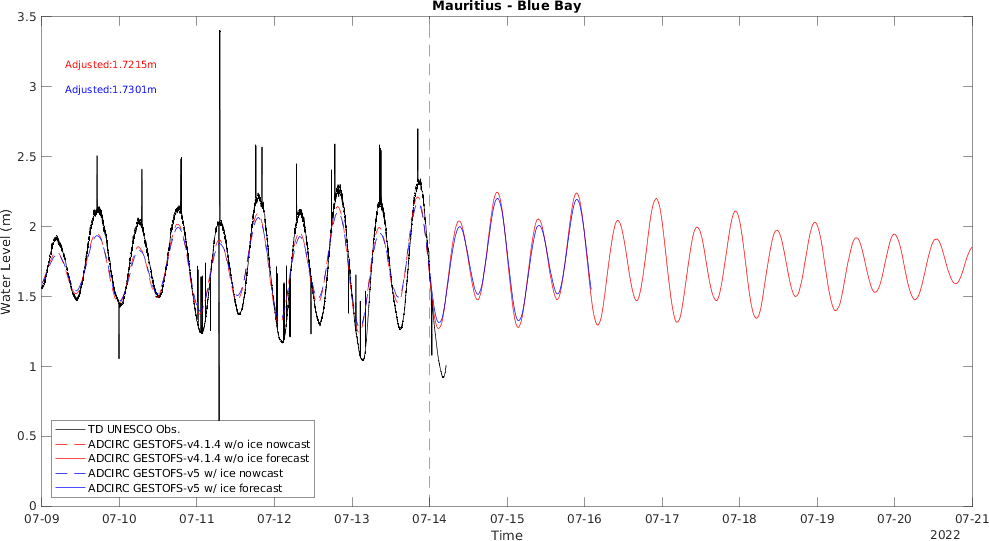 Mauritius - Blue Bay
Adjusted:1.7215m
Adjusted:1.7301m
Water Level (m)
3.5
3
2.5
2
1.5
1
0.5
0
TD UNESCO Obs.
ADCIRC GESTOFS-v4.1.4 w/o ice nowcast
ADCIRC GESTOFS-v4.1.4 w/o ice forecast
ADCIRC GESTOFS-v5 w/ ice nowcast
ADCIRC GESTOFS-v5 w/ ice forecast
07-09 07-10 07-11 07-12 07-13 07-14 07-15 07-16 07-17 07-18 07-19 07-20 07-21
Time
2022